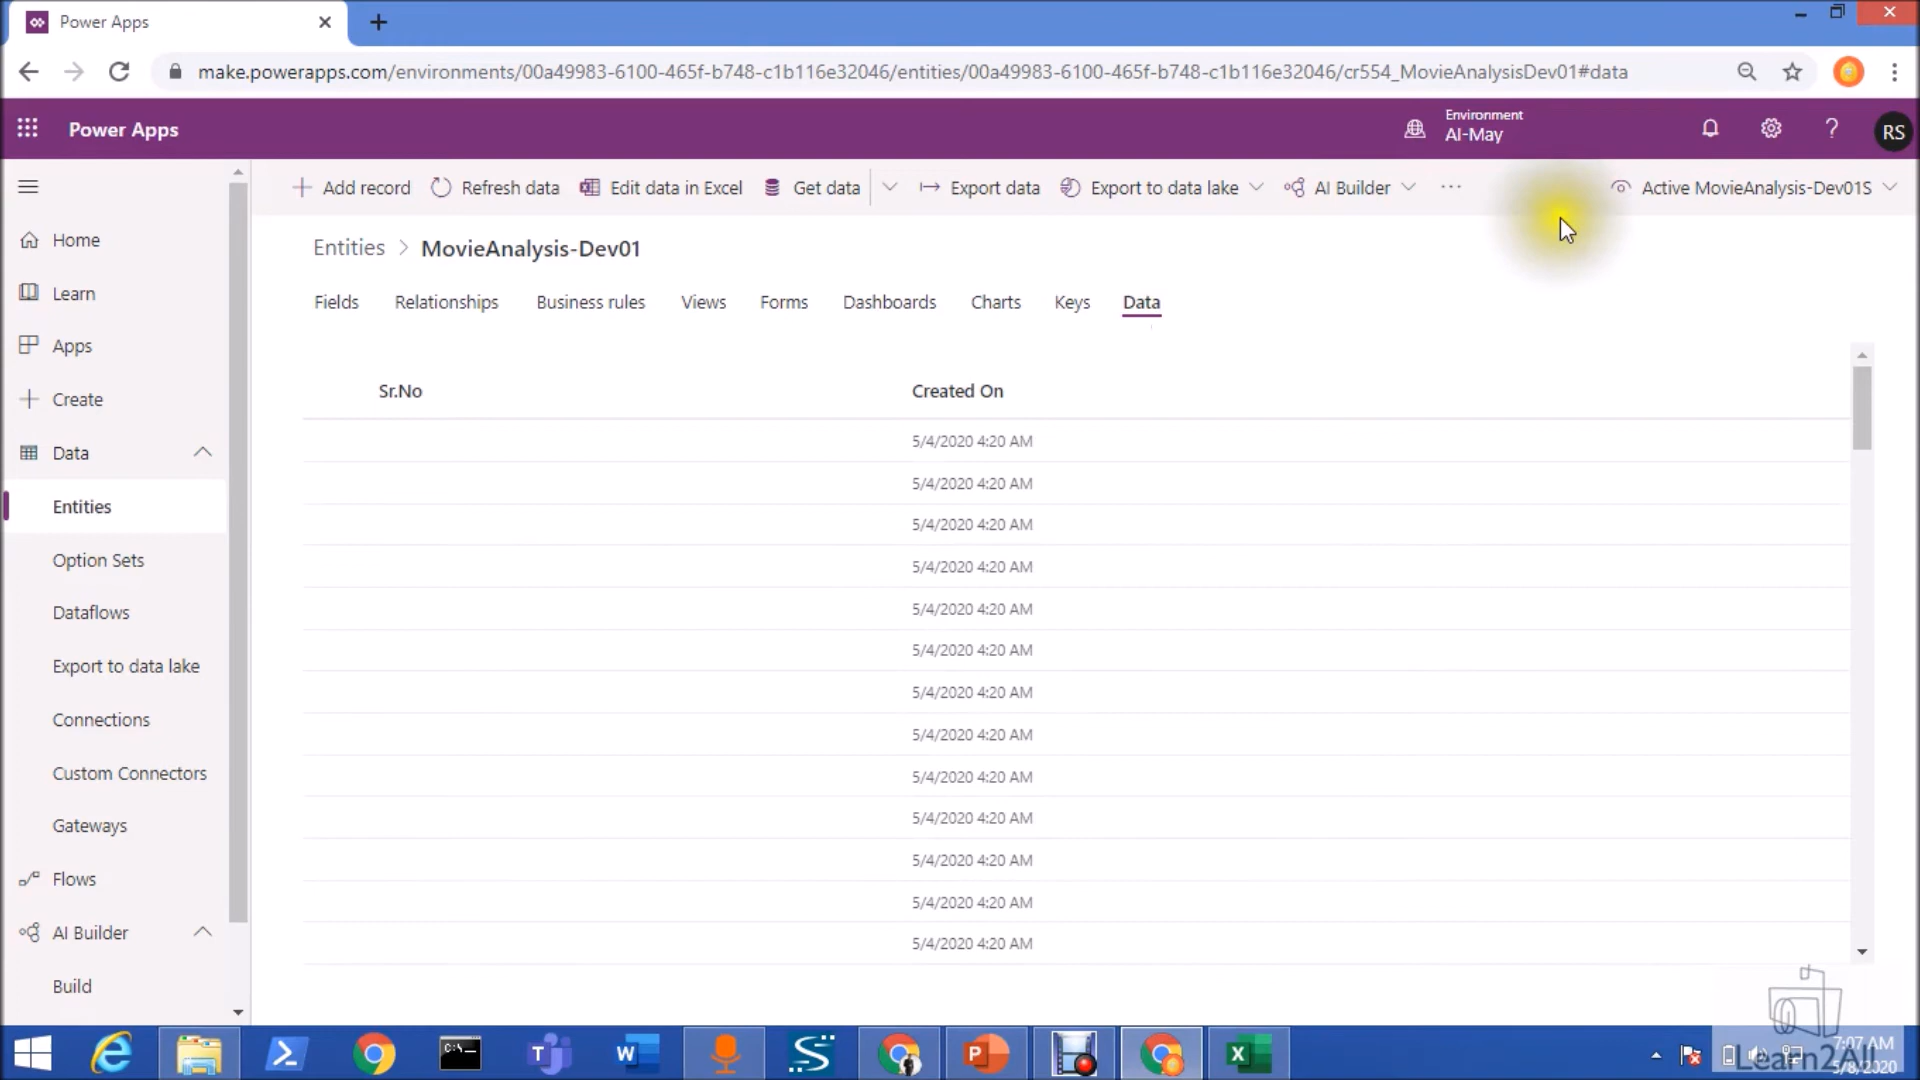 Power Apps
make.powerapps.com/environments/00a49983-6100-465f-b748-c1b116e32046/entities/00a49983-6100-465f-b748-c1b116e32046/cr554_MovieAnalysisDev01#data
Power Apps
Environment
AI-May
RS
Add record
Refresh data
Edit data in Excel
Get data
Export data
Export to data lake
AI Builder
Active MovieAnalysis-Dev01S
Home
Learn
Apps
Create
Data
Entities
Option Sets
Dataflows
Export to data lake
Connections
Custom Connectors
Gateways
Flows
AI Builder
Build
Entities > MovieAnalysis-Dev01
Fields Relationships Business rules Views Forms Dashboards Charts Keys Data
Sr.No Created On
5/4/2020 4:20 AM
5/4/2020 4:20 AM
5/4/2020 4:20 AM
5/4/2020 4:20 AM
5/4/2020 4:20 AM
5/4/2020 4:20 AM
5/4/2020 4:20 AM
5/4/2020 4:20 AM
5/4/2020 4:20 AM
5/4/2020 4:20 AM
5/4/2020 4:20 AM
5/4/2020 4:20 AM
5/4/2020 4:20 AM
7:07 AM
Learn2All
5/8/2020